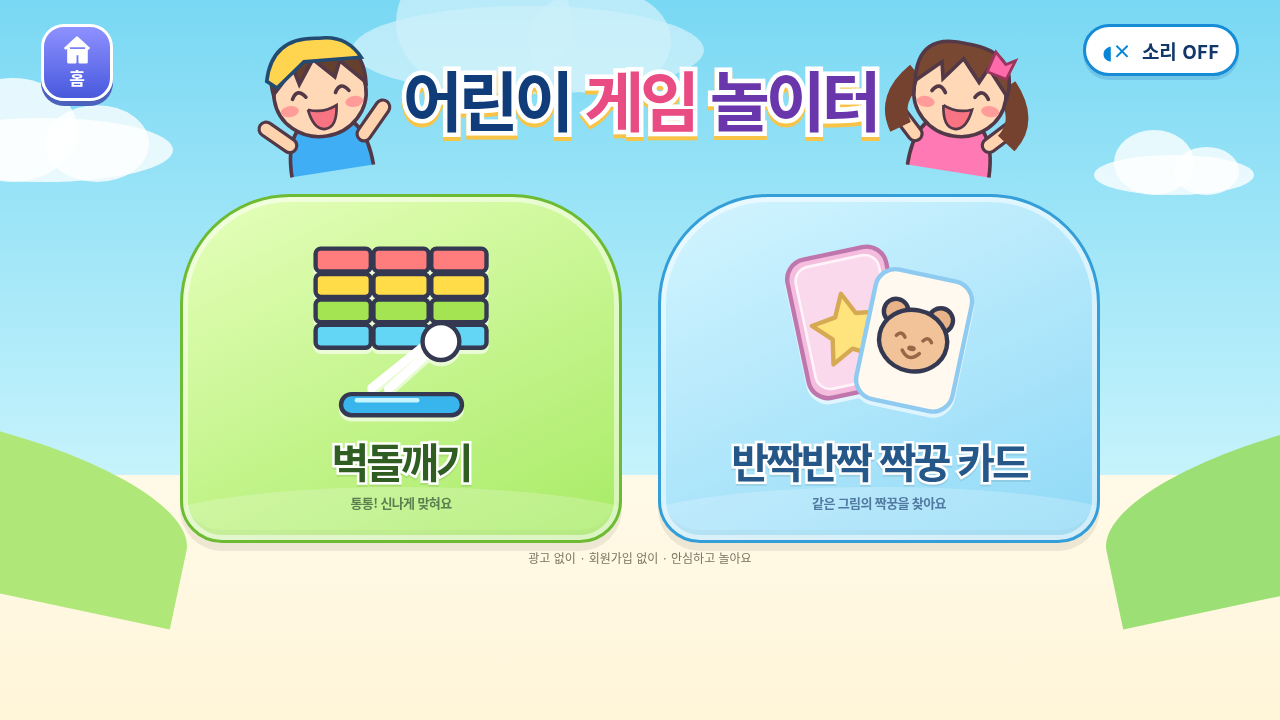 홈
어린이 게임 놀이터
소리 OFF
벽돌깨기
통통! 신나게 맞혀요
반짝반짝 짝꿍 카드
같은 그림의 짝꿍을 찾아요
광고 없이 · 회원가입 없이 · 안심하고 놀아요